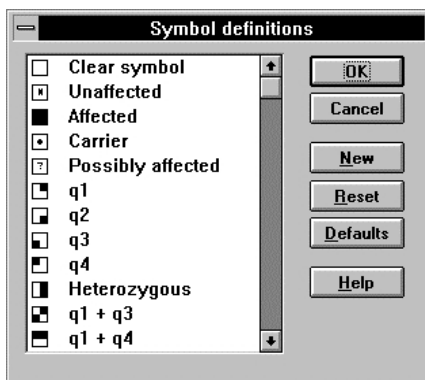 Symbol definitions
Clear symbol
N Unaffected
Affected
Carrier
? Possibly affected
q1
q2
q3
q4
Heterozygous
q1 + q3
q1 + q4
OK
Cancel
New
Reset
Defaults
Help